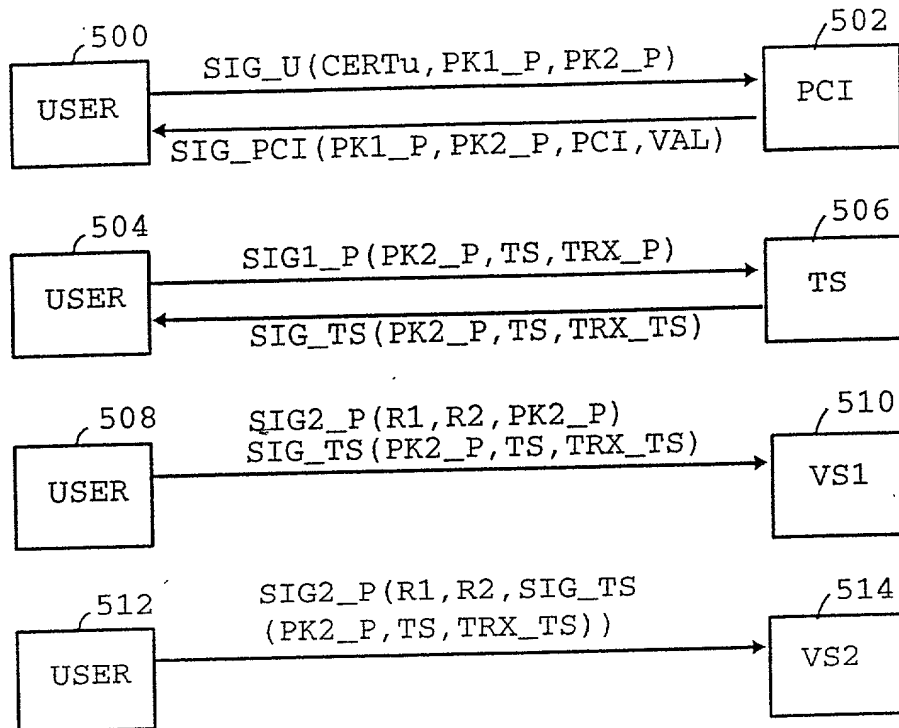 500
502
SIG_U(CERTu,PK1_P,PK2_P)
USER
PCI
SIG_PCI(PK1_P,PK2_P,PCI,VAL)
504
506
SIG1_P(PK2_P,TS,TRX_P)
USER
TS
SIG_TS(PK2_P,TS,TRX_TS)
508
510
SIG2_P(R1,R2,PK2_P)
SIG_TS(PK2_P,TS,TRX_TS)
USER
VS1
512
514
SIG2_P(R1,R2,SIG_TS
(PK2_P,TS,TRX_TS))
USER
VS2